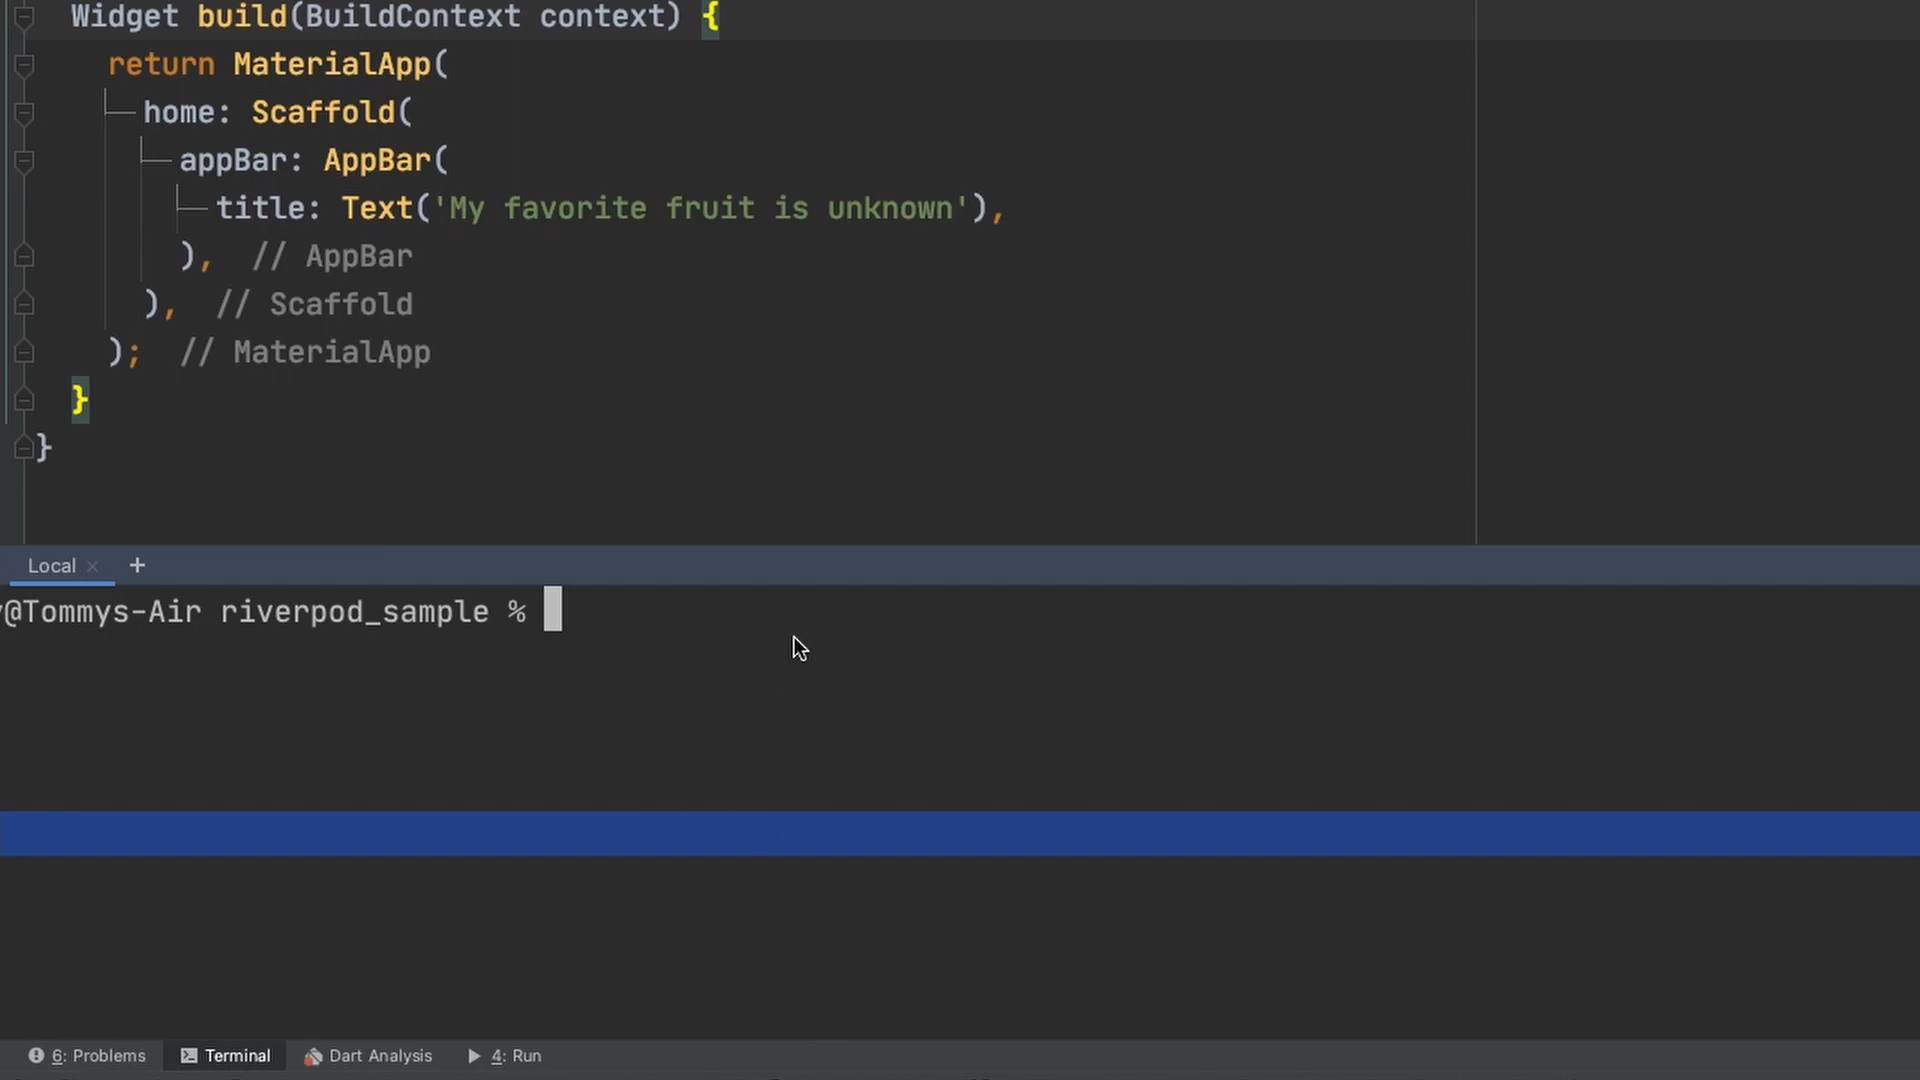 Widget build(BuildContext context) {
return MaterialApp(
home: Scaffold(
appBar: AppBar(
title: Text('My favorite fruit is unknown'),
), // AppBar
), // Scaffold
); // MaterialApp
}
}
Local × +
@Tommys-Air riverpod_sample %
6: Problems Terminal Dart Analysis 4: Run